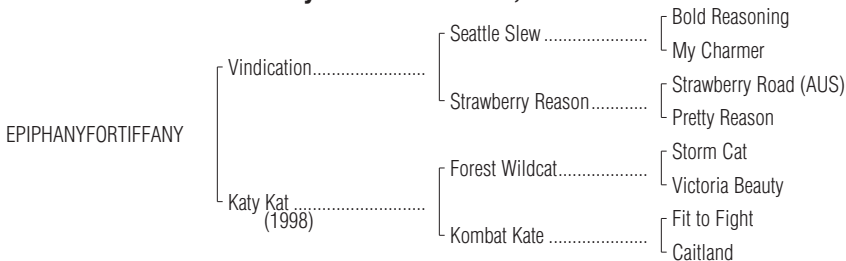 Bold Reasoning
Seattle Slew ......................
My Charmer
Vindication.......................
Strawberry Road (AUS)
Strawberry Reason............
Pretty Reason
EPIPHANYFORTIFFANY
Storm Cat
Forest Wildcat...................
Victoria Beauty
Katy Kat ...........................
(1998)
Fit to Fight
Kombat Kate .....................
Caitland